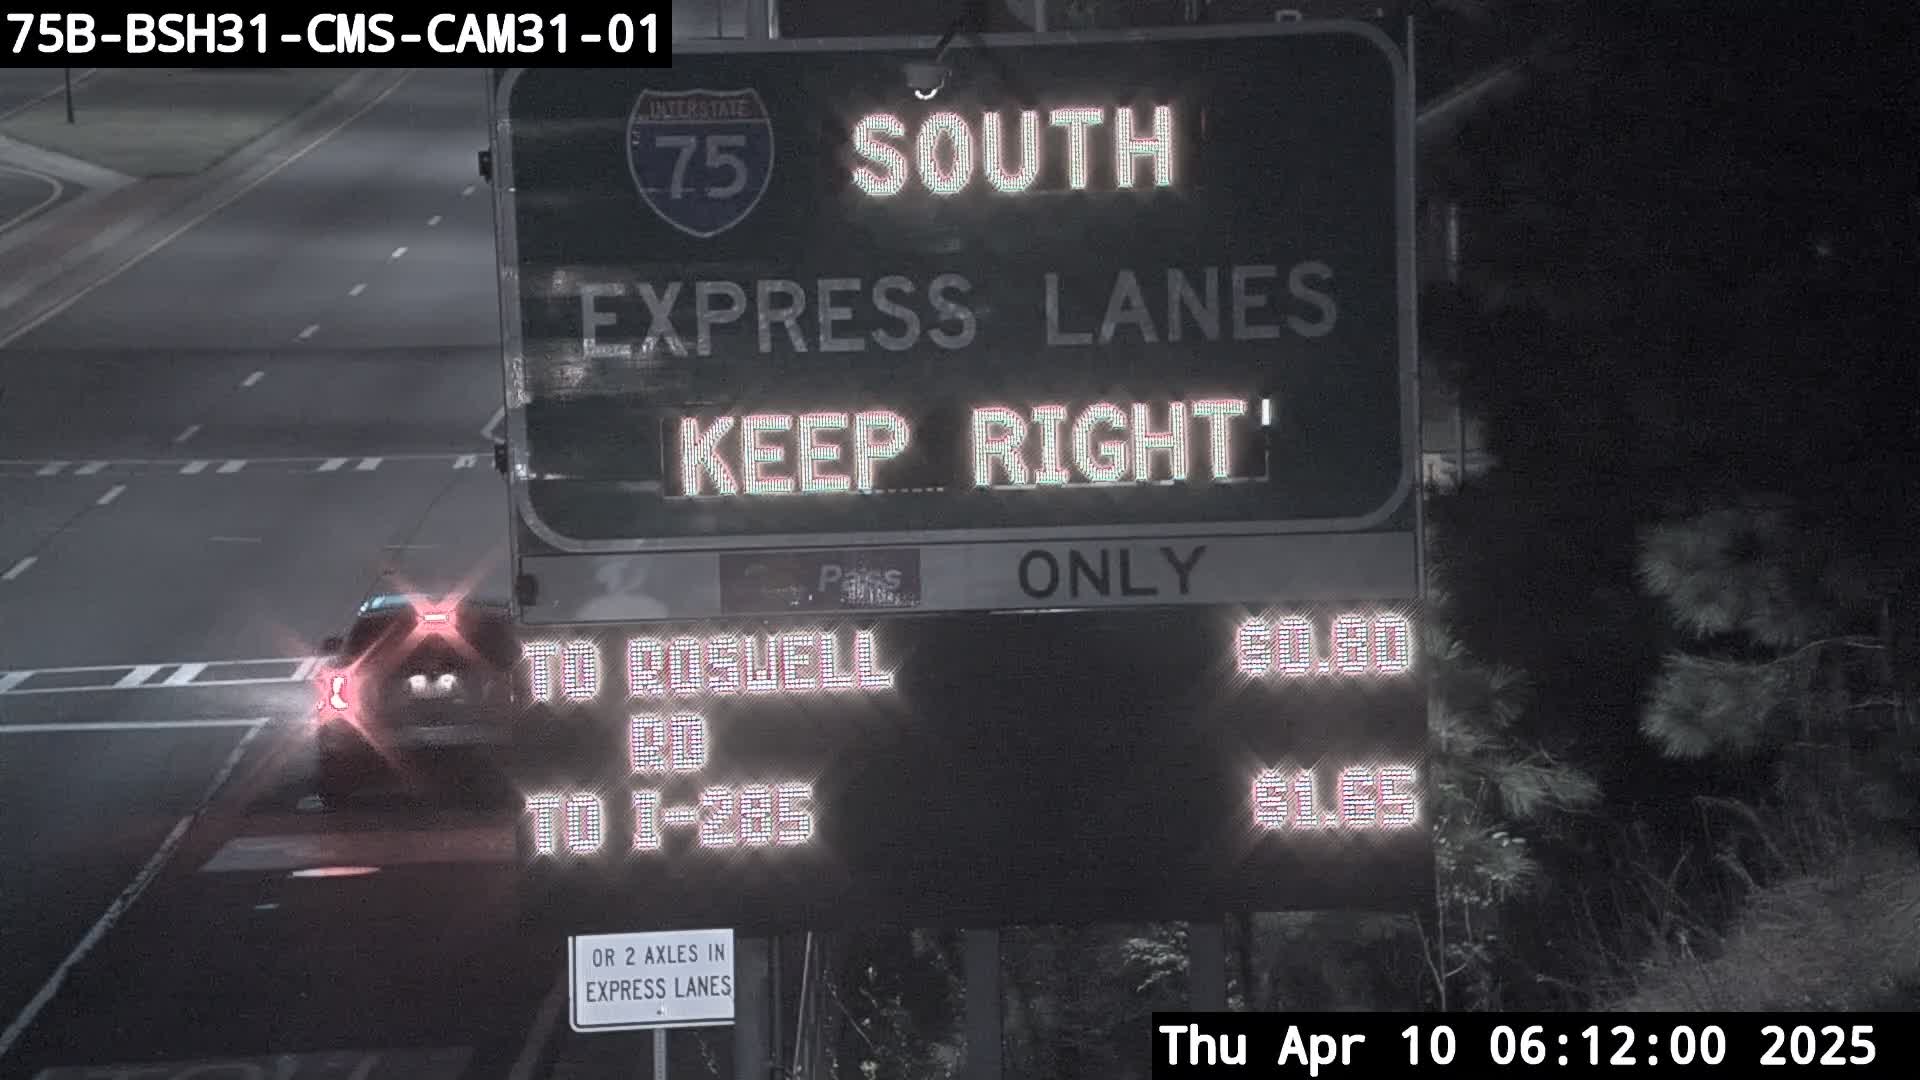 75B-BSH31-CMS-CAM31-01
INTERSTATE
75
SOUTH
EXPRESS LANES
KEEP RIGHT
Pass
ONLY
TO ROSWELL $0.80
RD
TO I-285 $1.65
OR 2 AXLES IN
EXPRESS LANES
Thu Apr 10 06:12:00 2025